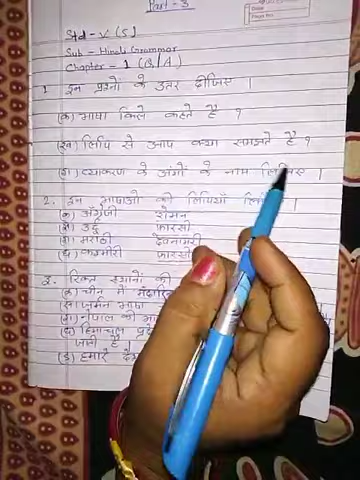 Part - 3
Std - V (S)
Sub - Hindi Grammar
Chapter - 1 (Q/A)
1 इन प्रश्नों के उत्तर दीजिए ।
(क) भाषा किसे कहते है ?
(ख) लिपि से आप क्या समझते है ?
(ग) व्याकरण के अंगों के नाम लिखिए ।
2. इन भाषाओं की लिपियाँ ।
(क) अँग्रेजी रोमन
(ख) उर्दू फ़ारसी
(ग) मराठी देवनागरी
(घ) कश्मीरी फ़ारसी
3. रिक्त स्थानों की
(क) चीन में
(ख) जर्मन भाषा
(ग) नेपाल की
(घ) हिमाचल
जाती है ।
(ङ) हमारे